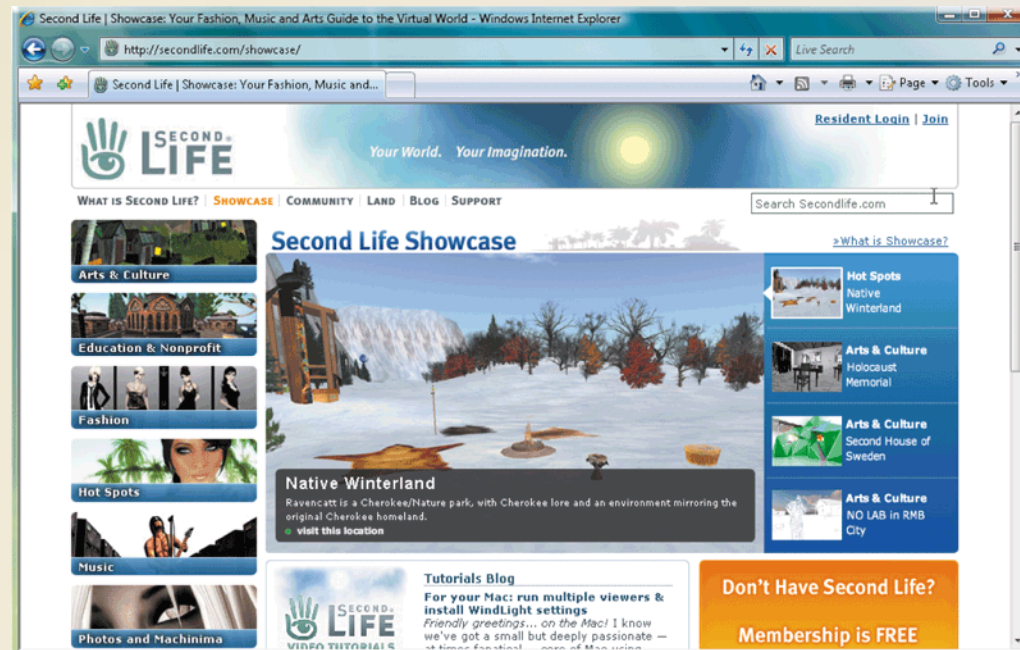 Second Life | Showcase: Your Fashion, Music and Arts Guide to the Virtual World - Windows Internet Explorer
http://secondlife.com/showcase/
Live Search
Second Life | Showcase: Your Fashion, Music and...
Page
Tools
Resident Login | Join
SECOND
LIFE
Your World. Your Imagination.
WHAT IS SECOND LIFE? | SHOWCASE | COMMUNITY | LAND | BLOG | SUPPORT
Search Secondlife.com
Second Life Showcase
»What is Showcase?
Arts & Culture
Education & Nonprofit
Fashion
Hot Spots
Music
Photos and Machinima
Native Winterland
Ravencatt is a Cherokee/Nature park, with Cherokee lore and an environment mirroring the
original Cherokee homeland.
visit this location
Hot Spots
Native
Winterland
Arts & Culture
Holocaust
Memorial
Arts & Culture
Second House of
Sweden
Arts & Culture
NO LAB in RMB
City
SECOND
LIFE
VIDEO TUTORIALS
Tutorials Blog
For your Mac: run multiple viewers &
install WindLight settings
Friendly greetings... on the Mac! I know
we've got a small but deeply passionate —
at times fanatical — core of Mac-using
Don't Have Second Life?
Membership is FREE